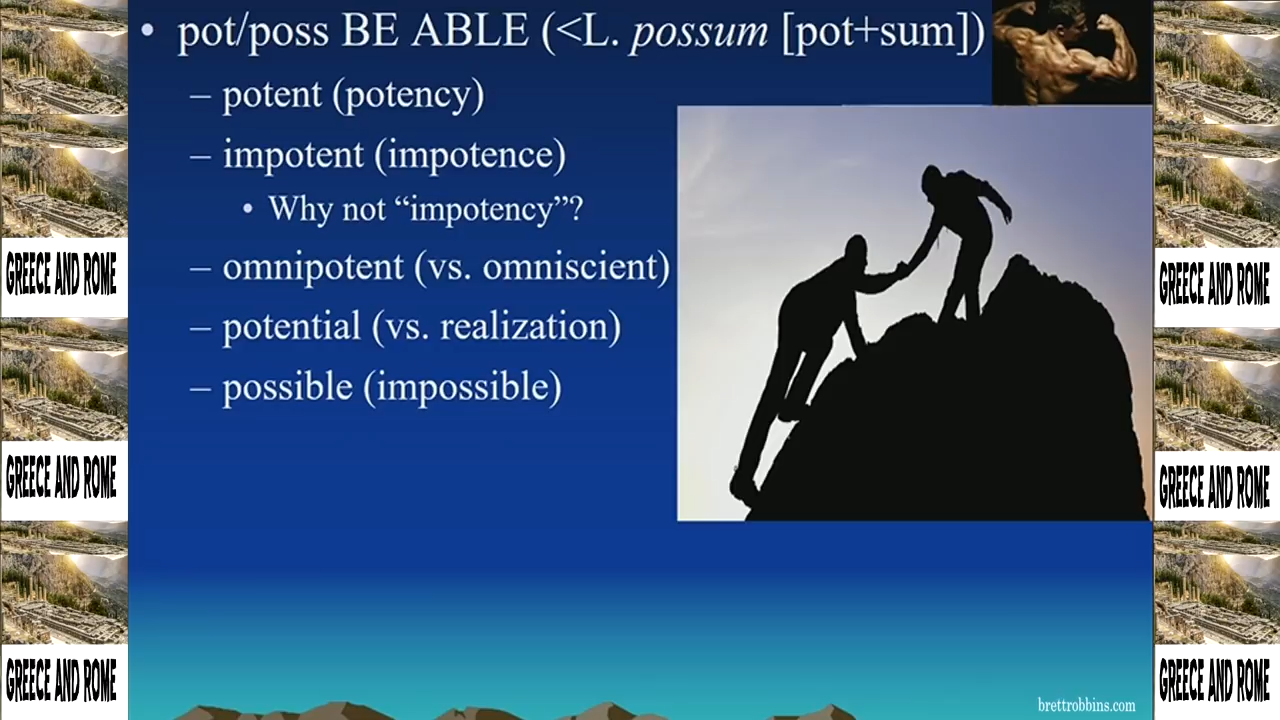 • pot/poss BE ABLE (<L. possum [pot+sum])
– potent (potency)
– impotent (impotence)
• Why not “impotency”?
– omnipotent (vs. omniscient)
– potential (vs. realization)
– possible (impossible)
GREECE AND ROME
GREECE AND ROME
GREECE AND ROME
GREECE AND ROME
GREECE AND ROME
GREECE AND ROME
brettrobbins.com